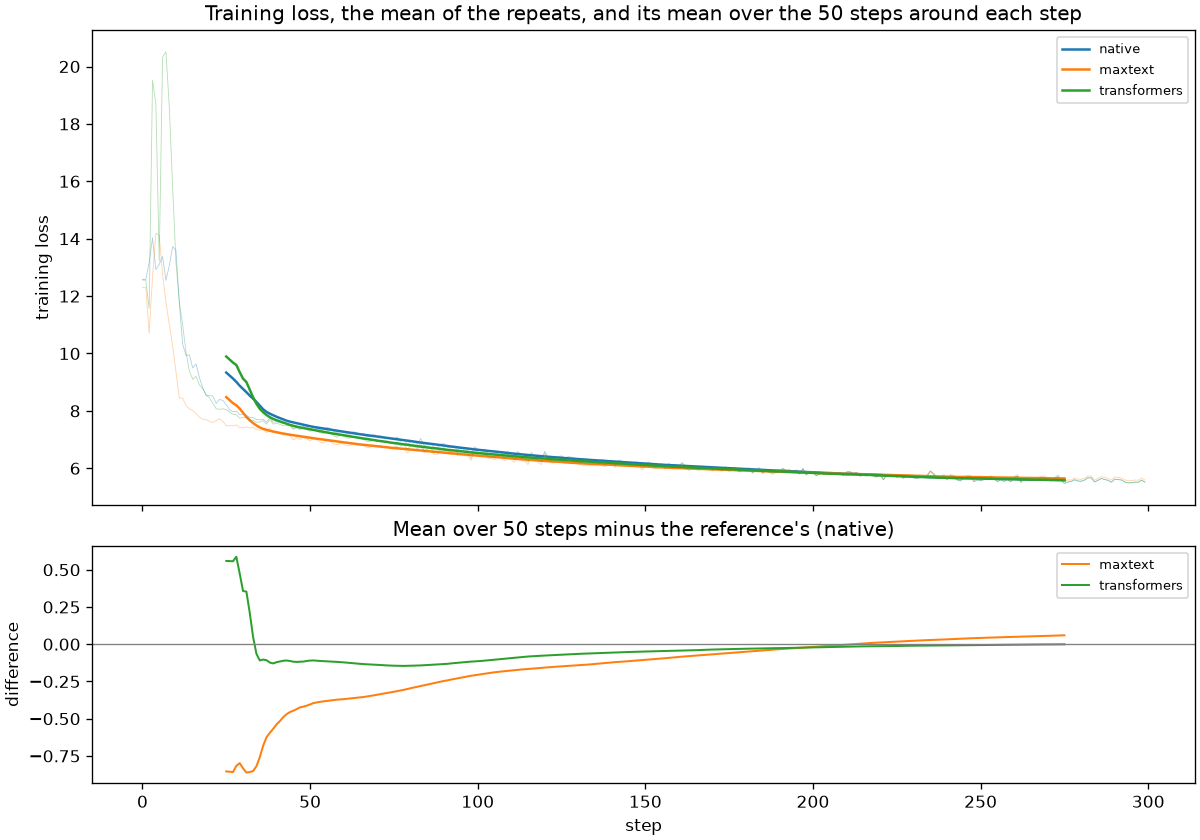 Training loss, the mean of the repeats, and its mean over the 50 steps around each step
training loss
20
18
16
14
12
10
8
6
native
maxtext
transformers
Mean over 50 steps minus the reference's (native)
difference
0.50
0.25
0.00
−0.25
−0.50
−0.75
maxtext
transformers
0 50 100 150 200 250 300
step